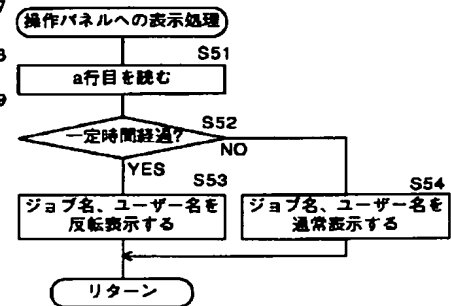 操作パネルへの表示処理
S51
a行目を読む
S52
一定時間経過?
NO
YES
S53
S54
ジョブ名、ユーザー名を
反転表示する
ジョブ名、ユーザー名を
通常表示する
リターン